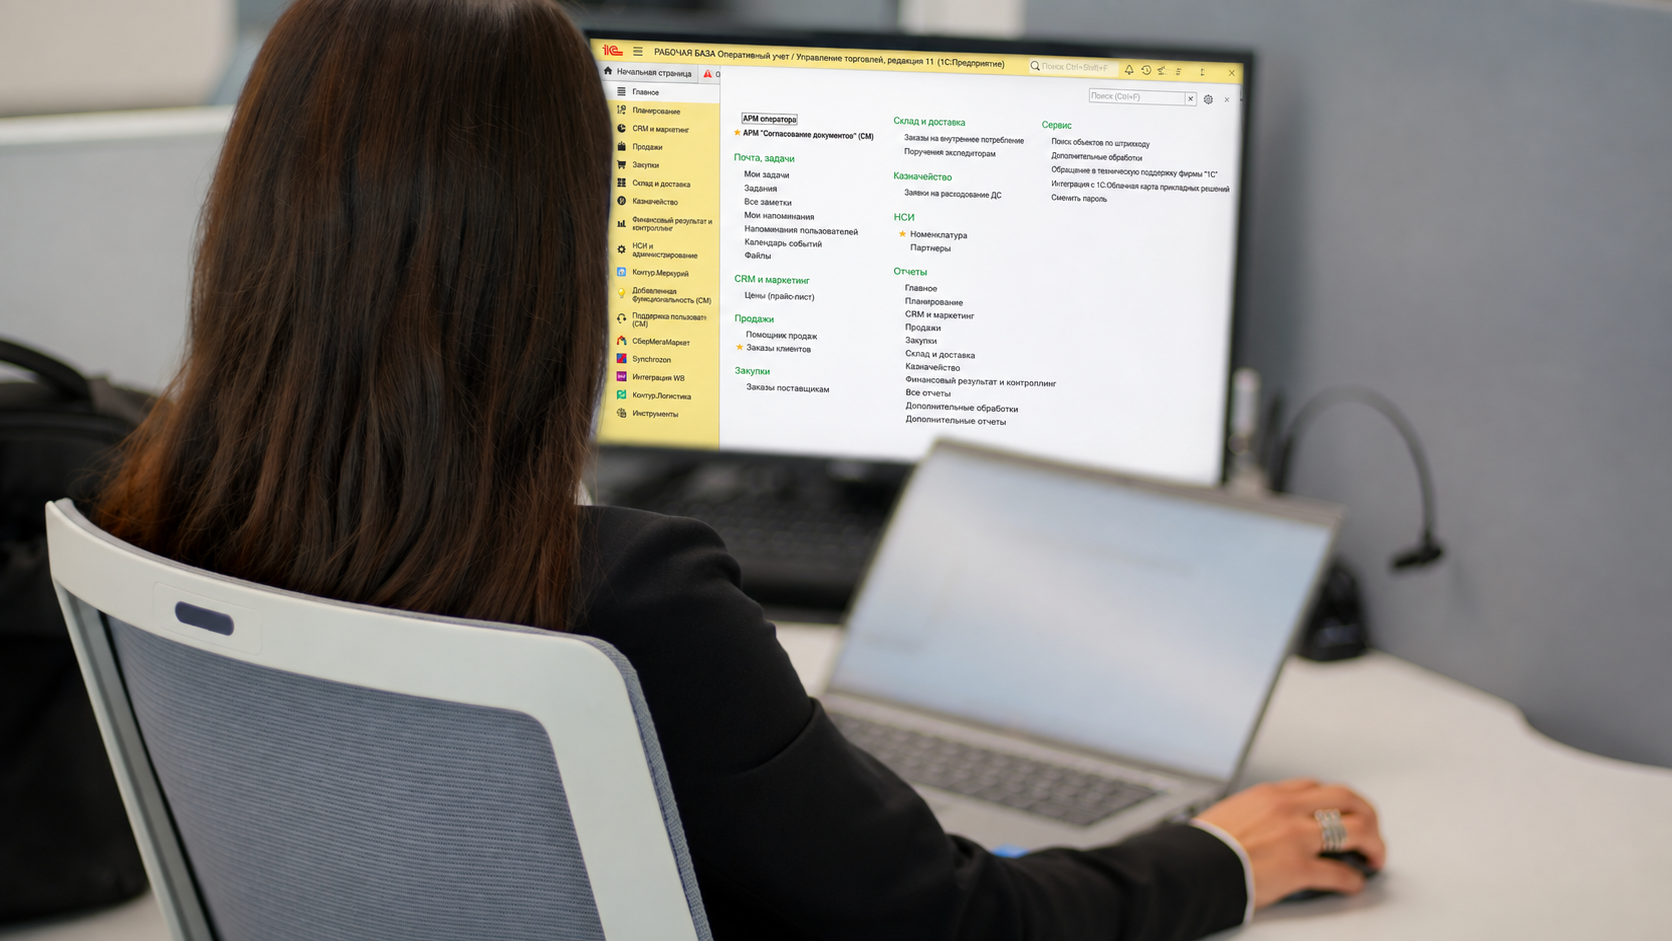 1С
РАБОЧАЯ БАЗА Оперативный учет / Управление торговлей, редакция 11 (1С:Предприятие)
Поиск Ctrl+Shift+F
Начальная страница
Поиск (Ctrl+F)
Главное
Планирование
CRM и маркетинг
Продажи
Закупки
Склад и доставка
Казначейство
Финансовый результат и
контроллинг
НСИ и
администрирование
Контур.Меркурий
Добавленная
функциональность (СМ)
Поддержка пользоват
(СМ)
СберМегаМаркет
Synchrozon
Интеграция WB
Контур.Логистика
Инструменты
АРМ оператора
АРМ "Согласование документов" (СМ)
Почта, задачи
Мои задачи
Задания
Все заметки
Мои напоминания
Напоминания пользователей
Календарь событий
Файлы
CRM и маркетинг
Цены (прайс-лист)
Продажи
Помощник продаж
Заказы клиентов
Закупки
Заказы поставщикам
Склад и доставка
Заказы на внутреннее потребление
Поручения экспедиторам
Казначейство
Заявки на расходование ДС
НСИ
Номенклатура
Партнеры
Отчеты
Главное
Планирование
CRM и маркетинг
Продажи
Закупки
Склад и доставка
Казначейство
Финансовый результат и контроллинг
Все отчеты
Дополнительные обработки
Дополнительные отчеты
Сервис
Поиск объектов по штрихкоду
Дополнительные обработки
Обращение в техническую поддержку фирмы "1С"
Интеграция с 1С:Облачная карта прикладных решений
Сменить пароль